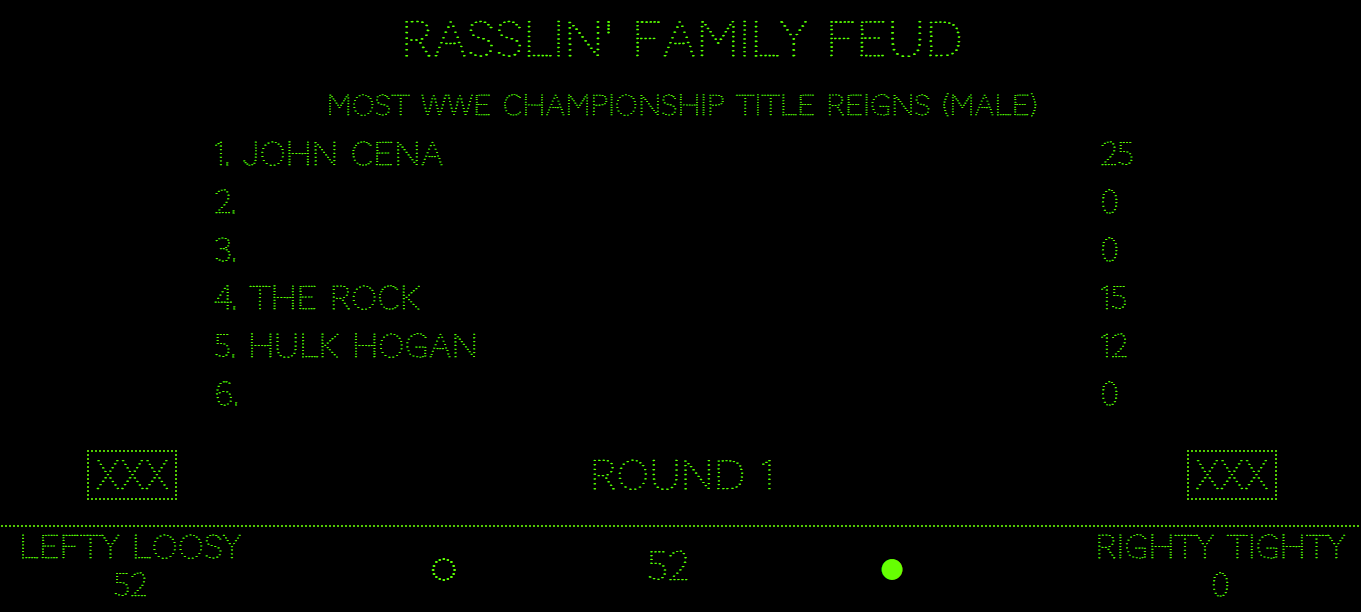 RASSLIN' FAMILY FEUD
MOST WWE CHAMPIONSHIP TITLE REIGNS (MALE)
1. JOHN CENA 25
2. 0
3. 0
4. THE ROCK 15
5. HULK HOGAN 12
6. 0
XXX ROUND 1 XXX
LEFTY LOOSY 52 RIGHTY TIGHTY
52 0